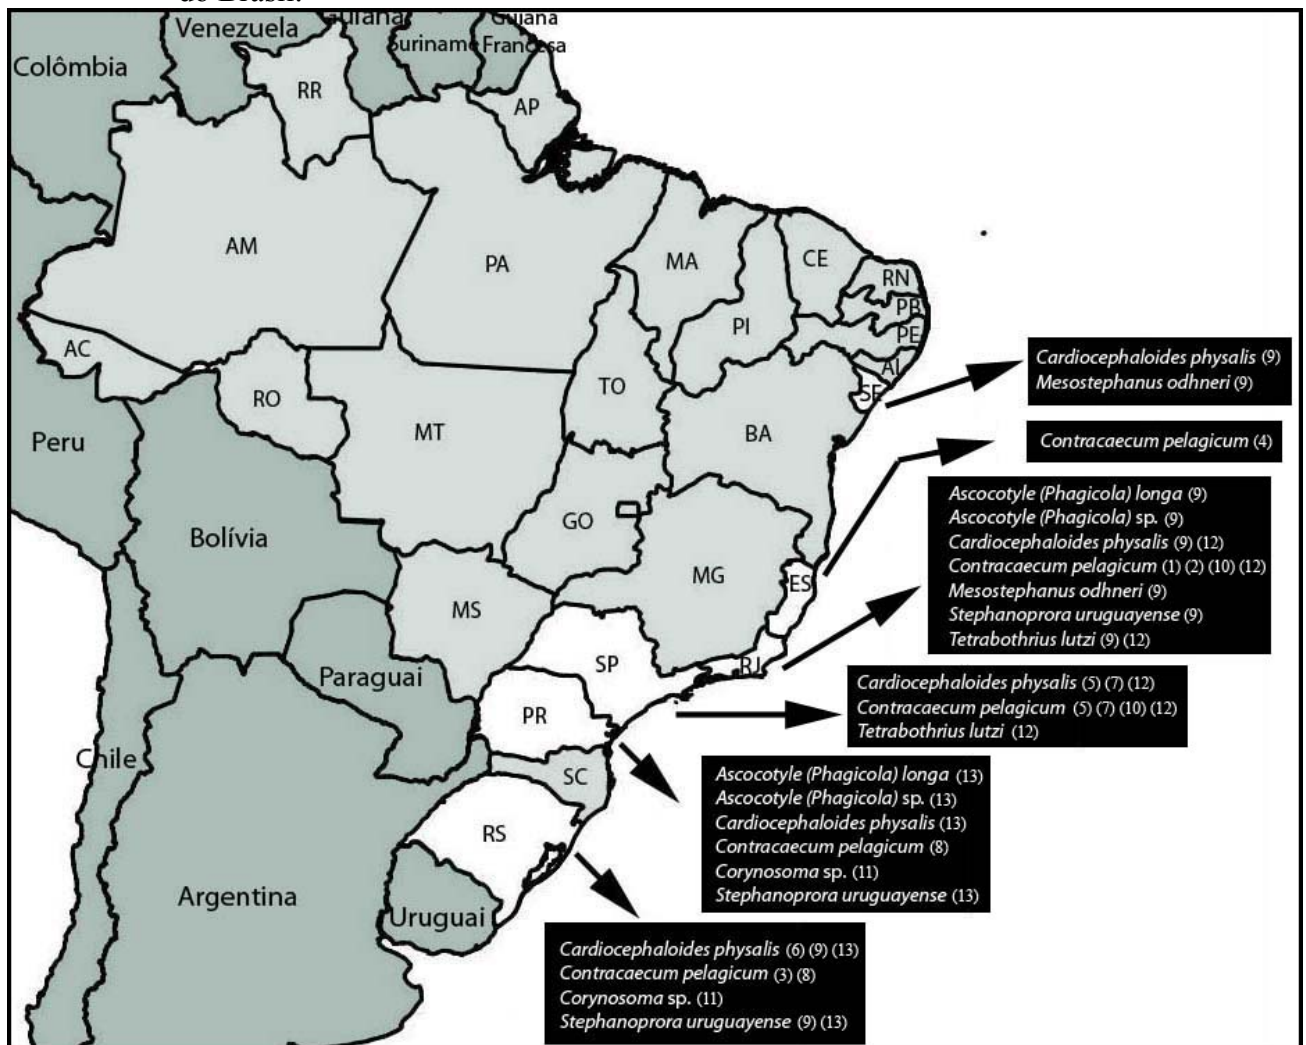 do Brasil.
Venezuela
Guiana
Suriname
Guiana
Francesa
Colômbia
RR
AP
AM
PA
MA
CE
RN
PB
PE
AL
SE
PI
AC
RO
TO
MT
BA
Peru
Bolívia
GO
MG
ES
MS
SP
RJ
Paraguai
PR
SC
Chile
RS
Argentina
Uruguai
Cardiocephaloides physalis (9)
Mesostephanus odhneri (9)
Contracaecum pelagicum (4)
Ascocotyle (Phagicola) longa (9)
Ascocotyle (Phagicola) sp. (9)
Cardiocephaloides physalis (9) (12)
Contracaecum pelagicum (1) (2) (10) (12)
Mesostephanus odhneri (9)
Stephanoprora uruguayense (9)
Tetrabothrius lutzi (9) (12)
Cardiocephaloides physalis (5) (7) (12)
Contracaecum pelagicum (5) (7) (10) (12)
Tetrabothrius lutzi (12)
Ascocotyle (Phagicola) longa (13)
Ascocotyle (Phagicola) sp. (13)
Cardiocephaloides physalis (13)
Contracaecum pelagicum (8)
Corynosoma sp. (11)
Stephanoprora uruguayense (13)
Cardiocephaloides physalis (6) (9) (13)
Contracaecum pelagicum (3) (8)
Corynosoma sp. (11)
Stephanoprora uruguayense (9) (13)